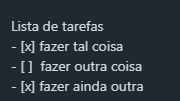 Lista de tarefas
- [x] fazer tal coisa
- [ ]  fazer outra coisa
- [x] fazer ainda outra